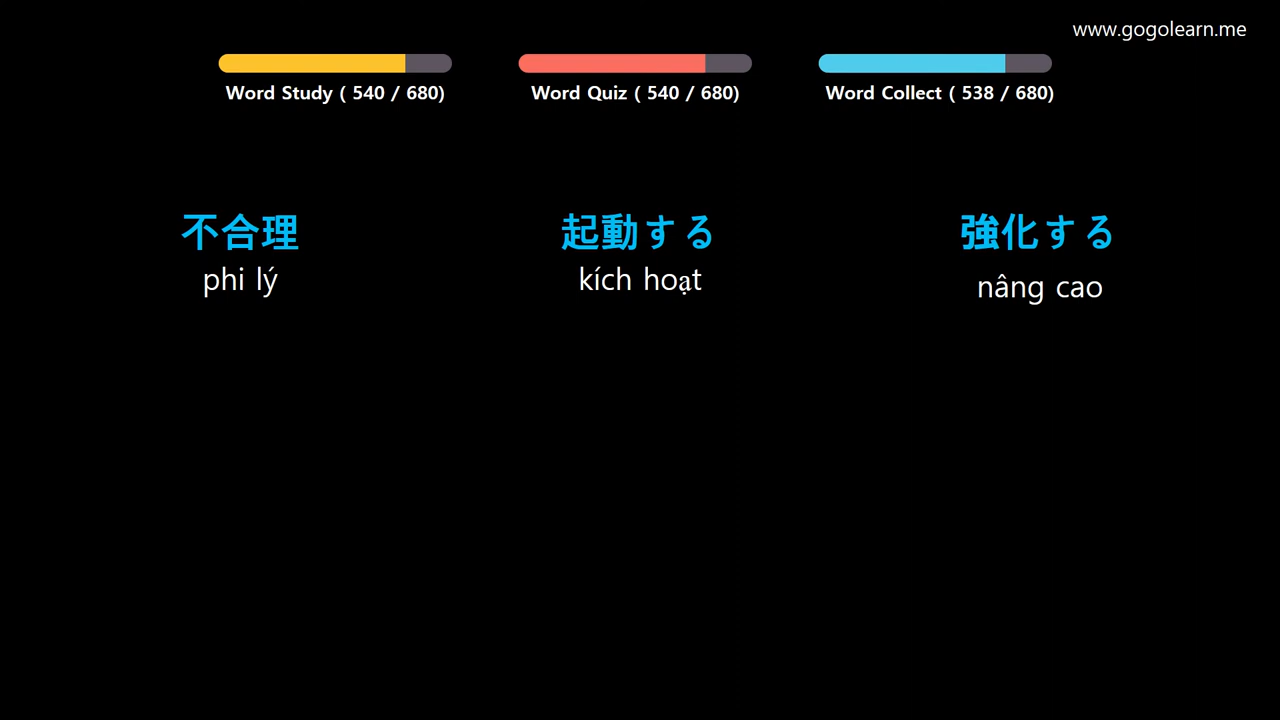 www.gogolearn.me
Word Study ( 540 / 680)
Word Quiz ( 540 / 680)
Word Collect ( 538 / 680)
不合理
phi lý
起動する
kích hoạt
強化する
nâng cao